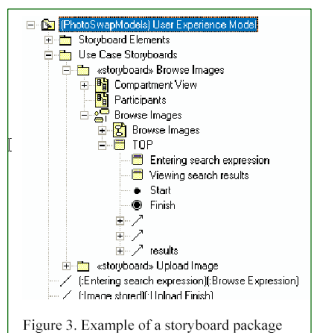 (PhotoSwapModels) User Experience Model
Storyboard Elements
Use Case Storyboards
«storyboard» Browse Images
Compartment View
Participants
Browse Images
Browse Images
TOP
Entering search expression
Viewing search results
Start
Finish
results
«storyboard» Upload Image
(:Entering search expression)(:Browse Expression)
(:Image stored)(:Upload Finish)
Figure 3. Example of a storyboard package